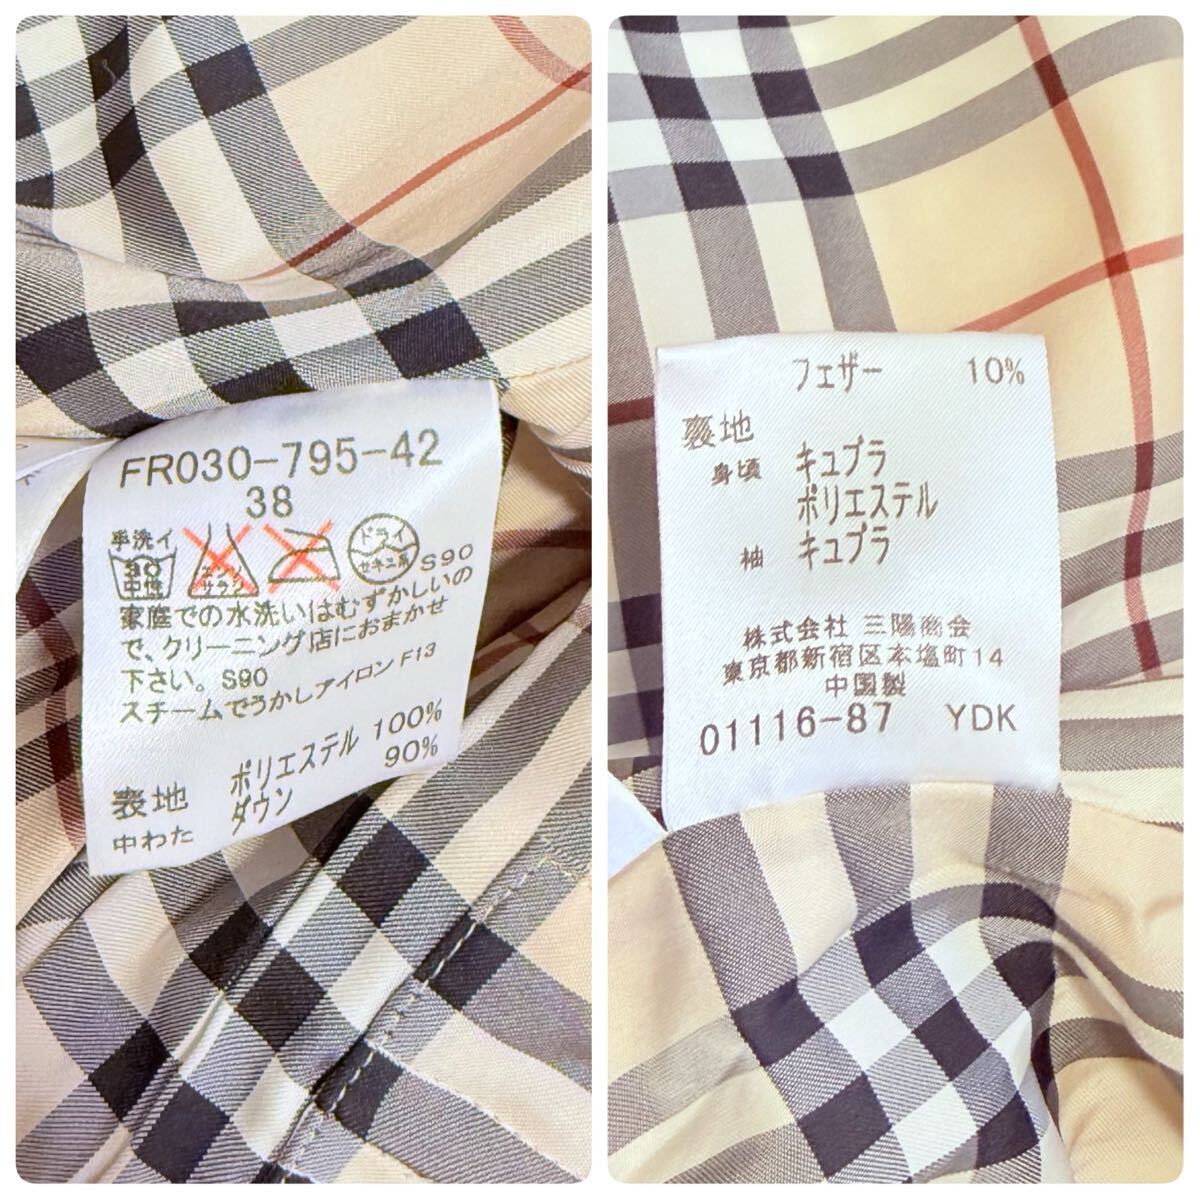 FR030-795-42
38
手洗イ
30
中性
エンソ
サラシ
ドライ
セキユ系
S90
家庭での水洗いはむずかしいの
で、クリーニング店におまかせ
下さい。S90
スチームでうかしアイロン F13
表地 ポリエステル 100%
中わた ダウン 90%
フェザー 10%
裏地
身頃 キュプラ
ポリエステル
袖 キュプラ
株式会社 三陽商会
東京都新宿区本塩町14
中国製
01116-87 YDK